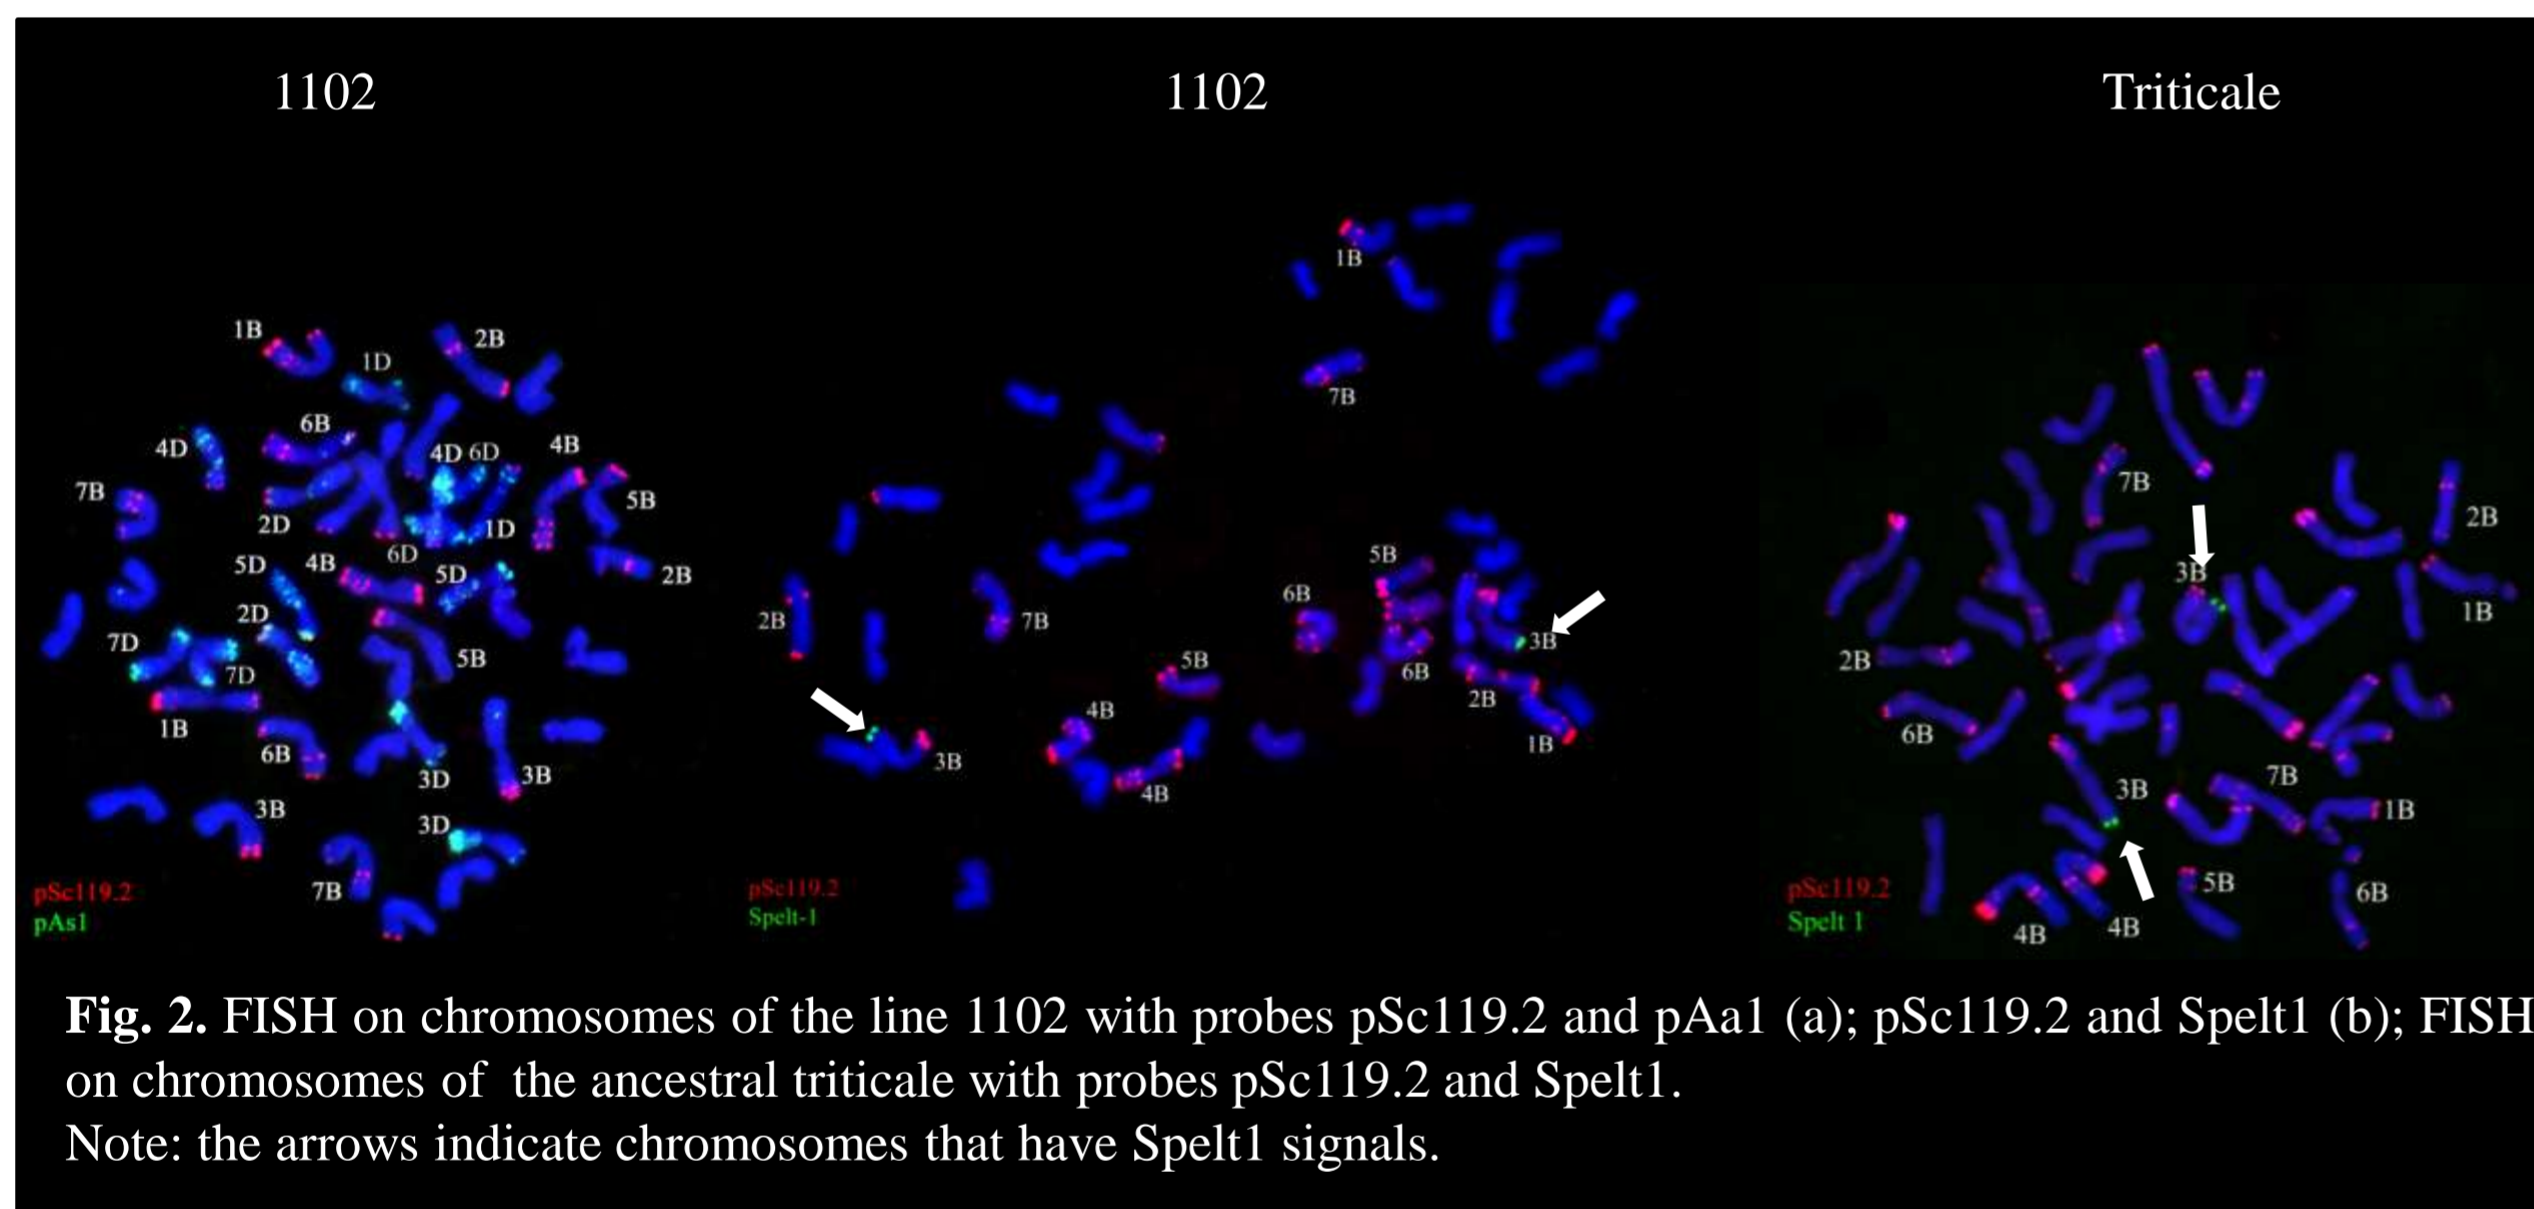 1102
1102
Triticale
1B
2B
1D
6B
4D
4D 6D
4B
7B
5B
2D
1D
6D
5D
4B
5D
2B
2D
7D
5B
7D
1B
6B
3D
3B
3B
3D
7B
pSc119.2
pAs1
1B
7B
5B
6B
2B
7B
3B
6B
5B
2B
4B
1B
3B
4B
pSc119.2
Spelt-1
7B
2B
3B
1B
2B
6B
7B
3B
1B
5B
6B
4B
4B
pSc119.2
Spelt 1
Fig. 2. FISH on chromosomes of the line 1102 with probes pSc119.2 and pAa1 (a); pSc119.2 and Spelt1 (b); FISH
on chromosomes of the ancestral triticale with probes pSc119.2 and Spelt1.
Note: the arrows indicate chromosomes that have Spelt1 signals.